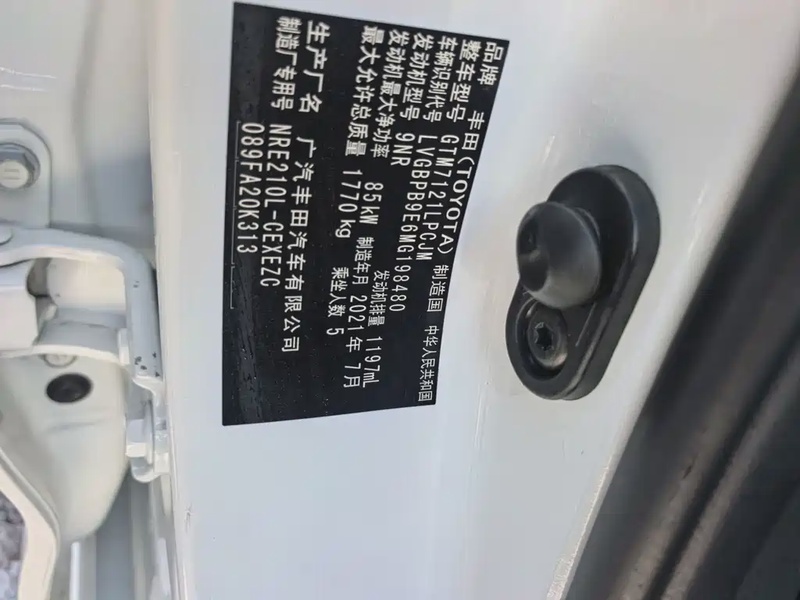 品牌 丰田(TOYOTA) 制造国 中华人民共和国
整车型号 GTM7121LPCJM
车辆识别代号 LVGBPB9E6MG198480
发动机型号 9NR 发动机排量 1197mL
发动机最大净功率 85kW 制造年月 2021年7月
最大允许总质量 1770kg 乘坐人数 5
生产厂名 广汽丰田汽车有限公司
制造厂专用号 NRE210L-CEXEZC
089FA20K313